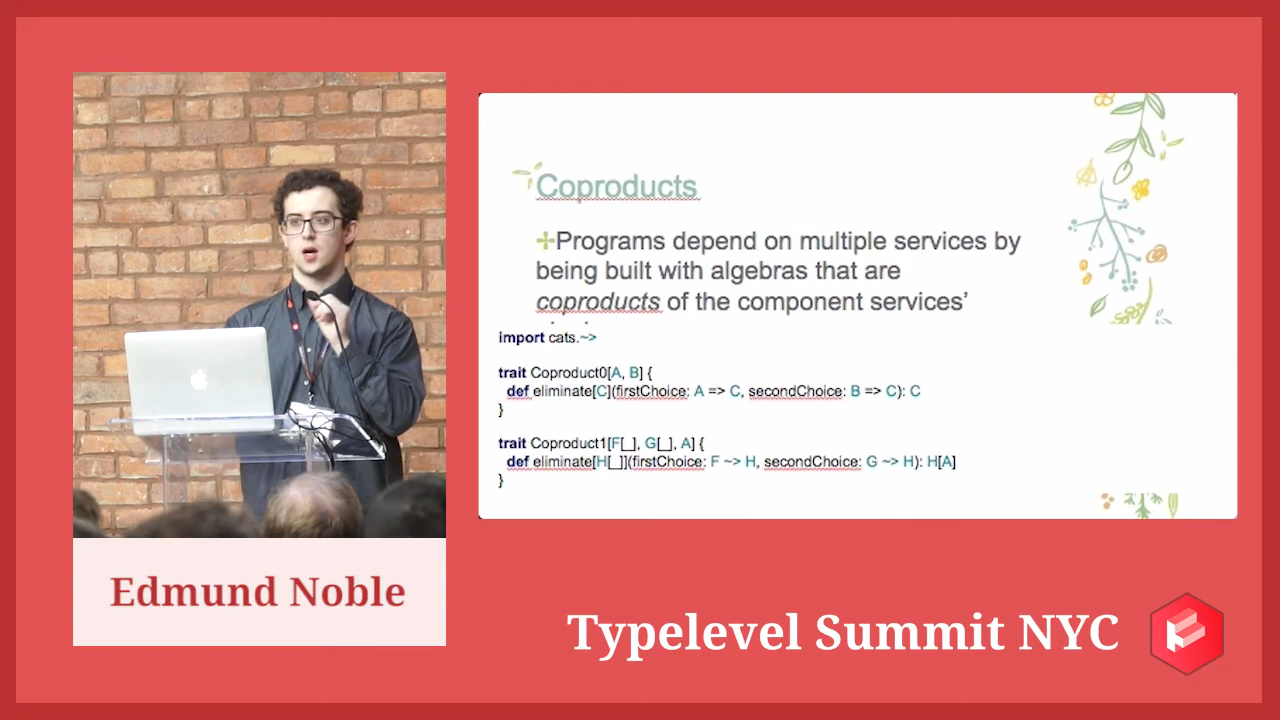 Coproducts
✢Programs depend on multiple services by
being built with algebras that are
coproducts of the component services'
import cats.~>
trait Coproduct0[A, B] {
def eliminate[C](firstChoice: A => C, secondChoice: B => C): C
}
trait Coproduct1[F[_], G[_], A] {
def eliminate[H[_]](firstChoice: F ~> H, secondChoice: G ~> H): H[A]
}
Edmund Noble
Typelevel Summit NYC